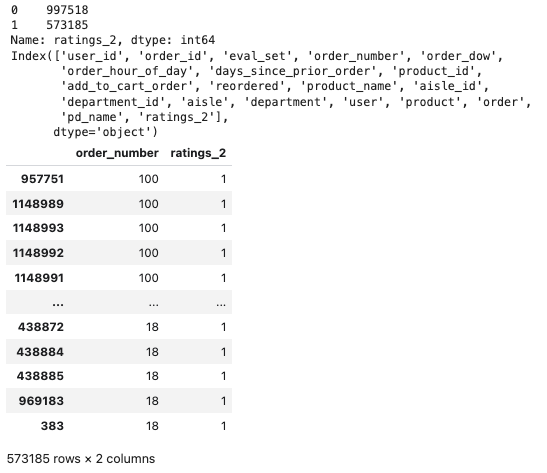 0    997518
1    573185
Name: ratings_2, dtype: int64
Index(['user_id', 'order_id', 'eval_set', 'order_number', 'order_dow',
       'order_hour_of_day', 'days_since_prior_order', 'product_id',
       'add_to_cart_order', 'reordered', 'product_name', 'aisle_id',
       'department_id', 'aisle', 'department', 'user', 'product', 'order',
       'pd_name', 'ratings_2'],
      dtype='object')
order_number ratings_2
957751 100 1
1148989 100 1
1148993 100 1
1148992 100 1
1148991 100 1
... ... ...
438872 18 1
438884 18 1
438885 18 1
969183 18 1
383 18 1
573185 rows × 2 columns